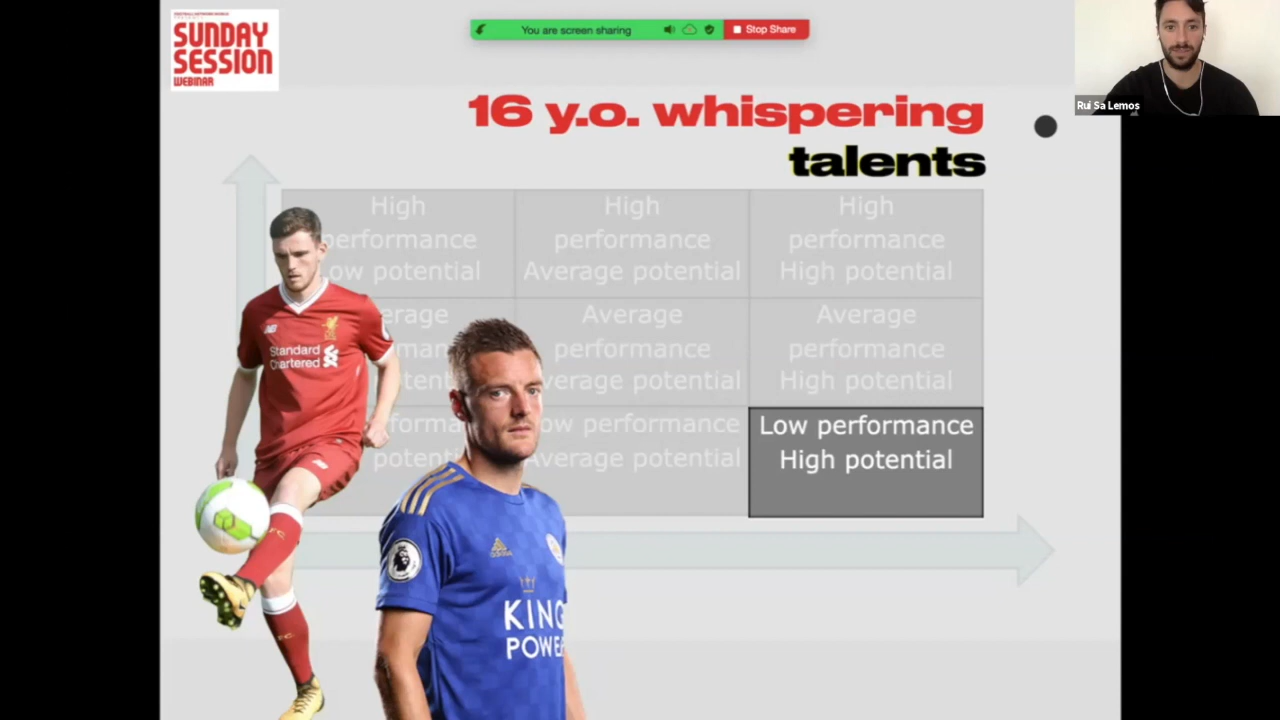 SUNDAY
SESSION
WEBINAR
You are screen sharing
Stop Share
Rui Sa Lemos
16 y.o. whispering
talents
High
performance
Low potential
High
performance
Average potential
High
performance
High potential
Average
performance
Average potential
Average
performance
High potential
Low performance
Average potential
Low performance
High potential
Standard
Chartered
KING
POWER